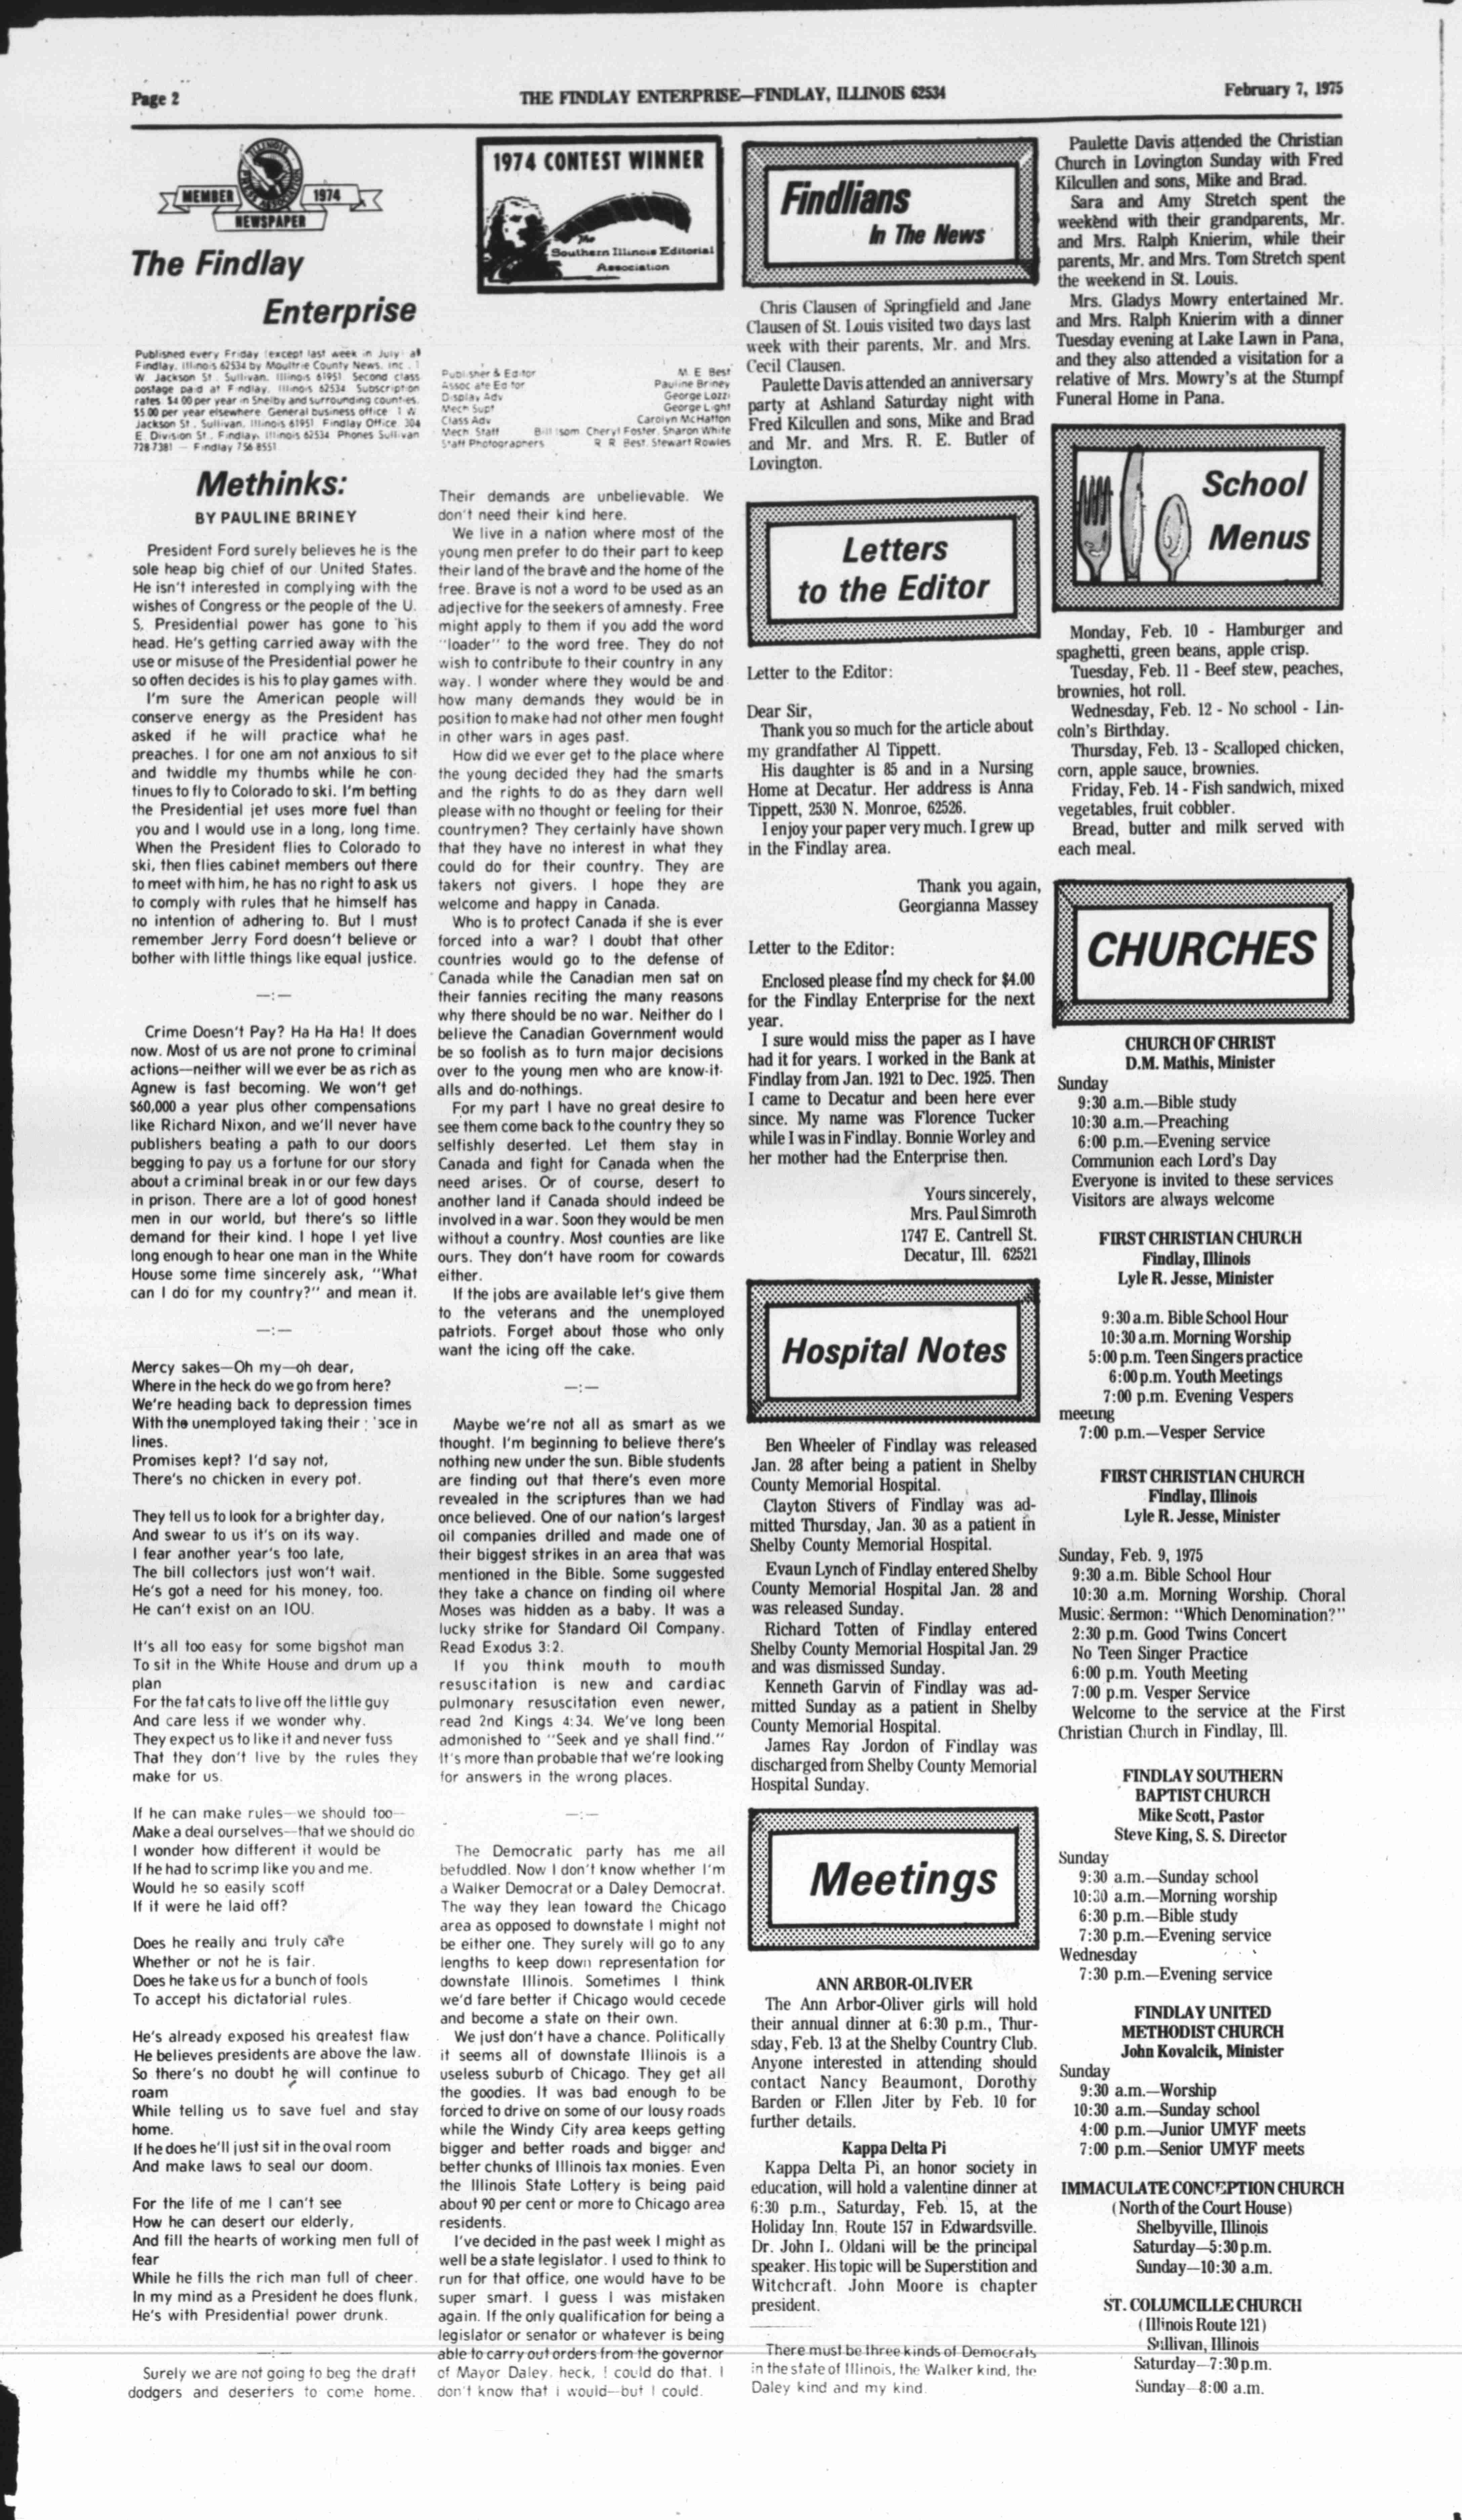 Page 2
THE FINDLAY ENTERPRISE—FINDLAY, ILLINOIS 62534
February 7, 1975
ILLINOIS
MEMBER
1974
NEWSPAPER
The Findlay
Enterprise
Published every Friday (except last week in July) at
Findlay, Illinois 62534 by Moultrie County News, Inc., 1
W. Jackson St., Sullivan, Illinois 61951. Second class
postage paid at Findlay, Illinois 62534. Subscription
rates: $4.00 per year in Shelby and surrounding counties.
$5.00 per year elsewhere. General business office 1 W.
Jackson St., Sullivan, Illinois 61951. Findlay Office 304
E. Division St., Findlay, Illinois 62534. Phones Sullivan
728-7381 — Findlay 756-8551
Methinks:
BY PAULINE BRINEY
President Ford surely believes he is the
sole heap big chief of our United States.
He isn't interested in complying with the
wishes of Congress or the people of the U.
S. Presidential power has gone to his
head. He's getting carried away with the
use or misuse of the Presidential power he
so often decides is his to play games with.
I'm sure the American people will
conserve energy as the President has
asked if he will practice what he
preaches. I for one am not anxious to sit
and twiddle my thumbs while he con-
tinues to fly to Colorado to ski. I'm betting
the Presidential jet uses more fuel than
you and I would use in a long, long time.
When the President flies to Colorado to
ski, then flies cabinet members out there
to meet with him, he has no right to ask us
to comply with rules that he himself has
no intention of adhering to. But I must
remember Jerry Ford doesn't believe or
bother with little things like equal justice.
—:—
Crime Doesn't Pay? Ha Ha Ha! It does
now. Most of us are not prone to criminal
actions—neither will we ever be as rich as
Agnew is fast becoming. We won't get
$60,000 a year plus other compensations
like Richard Nixon, and we'll never have
publishers beating a path to our doors
begging to pay us a fortune for our story
about a criminal break in or our few days
in prison. There are a lot of good honest
men in our world, but there's so little
demand for their kind. I hope I yet live
long enough to hear one man in the White
House some time sincerely ask, "What
can I do for my country?" and mean it.
—:—
Mercy sakes—Oh my—oh dear,
Where in the heck do we go from here?
We're heading back to depression times
With the unemployed taking their in
lines.
Promises kept? I'd say not,
There's no chicken in every pot.
They tell us to look for a brighter day,
And swear to us it's on its way.
I fear another year's too late,
The bill collectors just won't wait.
He's got a need for his money, too.
He can't exist on an IOU.
It's all too easy for some bigshot man
To sit in the White House and drum up a
plan
For the fat cats to live off the little guy
And care less if we wonder why.
They expect us to like it and never fuss
That they don't live by the rules they
make for us.
If he can make rules—we should too—
Make a deal ourselves—that we should do
I wonder how different it would be
If he had to scrimp like you and me.
Would he so easily scoff
If it were he laid off?
Does he really and truly care
Whether or not he is fair.
Does he take us for a bunch of fools
To accept his dictatorial rules.
He's already exposed his greatest flaw
He believes presidents are above the law.
So there's no doubt he will continue to
roam
While telling us to save fuel and stay
home.
If he does he'll just sit in the oval room
And make laws to seal our doom.
For the life of me I can't see
How he can desert our elderly,
And fill the hearts of working men full of
fear
While he fills the rich man full of cheer.
In my mind as a President he does flunk,
He's with Presidential power drunk.
—:—
Surely we are not going to beg the draft
dodgers and deserters to come home.
1974 CONTEST WINNER
The
Southern Illinois Editorial
Association
Publisher & Editor M. E. Best
Associate Editor Pauline Briney
Display Adv. George Lozzi
Mech Supt George Light
Class Adv. Carolyn McHatton
Mech Staff Bill Isom, Cheryl Foster, Sharon White
Staff Photographers R. R. Best, Stewart Rowles
Their demands are unbelievable. We
don't need their kind here.
We live in a nation where most of the
young men prefer to do their part to keep
their land of the brave and the home of the
free. Brave is not a word to be used as an
adjective for the seekers of amnesty. Free
might apply to them if you add the word
"loader" to the word free. They do not
wish to contribute to their country in any
way. I wonder where they would be and
how many demands they would be in
position to make had not other men fought
in other wars in ages past.
How did we ever get to the place where
the young decided they had the smarts
and the rights to do as they darn well
please with no thought or feeling for their
countrymen? They certainly have shown
that they have no interest in what they
could do for their country. They are
takers not givers. I hope they are
welcome and happy in Canada.
Who is to protect Canada if she is ever
forced into a war? I doubt that other
countries would go to the defense of
Canada while the Canadian men sat on
their fannies reciting the many reasons
why there should be no war. Neither do I
believe the Canadian Government would
be so foolish as to turn major decisions
over to the young men who are know-it-
alls and do-nothings.
For my part I have no great desire to
see them come back to the country they so
selfishly deserted. Let them stay in
Canada and fight for Canada when the
need arises. Or of course, desert to
another land if Canada should indeed be
involved in a war. Soon they would be men
without a country. Most counties are like
ours. They don't have room for cowards
either.
If the jobs are available let's give them
to the veterans and the unemployed
patriots. Forget about those who only
want the icing off the cake.
—:—
Maybe we're not all as smart as we
thought. I'm beginning to believe there's
nothing new under the sun. Bible students
are finding out that there's even more
revealed in the scriptures than we had
once believed. One of our nation's largest
oil companies drilled and made one of
their biggest strikes in an area that was
mentioned in the Bible. Some suggested
they take a chance on finding oil where
Moses was hidden as a baby. It was a
lucky strike for Standard Oil Company.
Read Exodus 3:2.
If you think mouth to mouth
resuscitation is new and cardiac
pulmonary resuscitation even newer,
read 2nd Kings 4:34. We've long been
admonished to "Seek and ye shall find."
It's more than probable that we're looking
for answers in the wrong places.
—:—
The Democratic party has me all
befuddled. Now I don't know whether I'm
a Walker Democrat or a Daley Democrat.
The way they lean toward the Chicago
area as opposed to downstate I might not
be either one. They surely will go to any
lengths to keep down representation for
downstate Illinois. Sometimes I think
we'd fare better if Chicago would cecede
and become a state on their own.
We just don't have a chance. Politically
it seems all of downstate Illinois is a
useless suburb of Chicago. They get all
the goodies. It was bad enough to be
forced to drive on some of our lousy roads
while the Windy City area keeps getting
bigger and better roads and bigger and
better chunks of Illinois tax monies. Even
the Illinois State Lottery is being paid
about 90 per cent or more to Chicago area
residents.
I've decided in the past week I might as
well be a state legislator. I used to think to
run for that office, one would have to be
super smart. I guess I was mistaken
again. If the only qualification for being a
legislator or senator or whatever is being
able to carry out orders from the governor
of Mayor Daley, heck, I could do that. I
don't know that I would—but I could.
Findlians
In The News
Chris Clausen of Springfield and Jane
Clausen of St. Louis visited two days last
week with their parents, Mr. and Mrs.
Cecil Clausen.
Paulette Davis attended an anniversary
party at Ashland Saturday night with
Fred Kilcullen and sons, Mike and Brad
and Mr. and Mrs. R. E. Butler of
Lovington.
Letters
to the Editor
Letter to the Editor:
Dear Sir,
Thank you so much for the article about
my grandfather Al Tippett.
His daughter is 85 and in a Nursing
Home at Decatur. Her address is Anna
Tippett, 2530 N. Monroe, 62526.
I enjoy your paper very much. I grew up
in the Findlay area.
Thank you again,
Georgianna Massey
Letter to the Editor:
Enclosed please find my check for $4.00
for the Findlay Enterprise for the next
year.
I sure would miss the paper as I have
had it for years. I worked in the Bank at
Findlay from Jan. 1921 to Dec. 1925. Then
I came to Decatur and been here ever
since. My name was Florence Tucker
while I was in Findlay. Bonnie Worley and
her mother had the Enterprise then.
Yours sincerely,
Mrs. Paul Simroth
1747 E. Cantrell St.
Decatur, Ill. 62521
Hospital Notes
Ben Wheeler of Findlay was released
Jan. 28 after being a patient in Shelby
County Memorial Hospital.
Clayton Stivers of Findlay was ad-
mitted Thursday, Jan. 30 as a patient in
Shelby County Memorial Hospital.
Evaun Lynch of Findlay entered Shelby
County Memorial Hospital Jan. 28 and
was released Sunday.
Richard Totten of Findlay entered
Shelby County Memorial Hospital Jan. 29
and was dismissed Sunday.
Kenneth Garvin of Findlay was ad-
mitted Sunday as a patient in Shelby
County Memorial Hospital.
James Ray Jordon of Findlay was
discharged from Shelby County Memorial
Hospital Sunday.
Meetings
ANN ARBOR-OLIVER
The Ann Arbor-Oliver girls will hold
their annual dinner at 6:30 p.m., Thur-
sday, Feb. 13 at the Shelby Country Club.
Anyone interested in attending should
contact Nancy Beaumont, Dorothy
Barden or Ellen Jiter by Feb. 10 for
further details.
Kappa Delta Pi
Kappa Delta Pi, an honor society in
education, will hold a valentine dinner at
6:30 p.m., Saturday, Feb. 15, at the
Holiday Inn, Route 157 in Edwardsville.
Dr. John L. Oldani will be the principal
speaker. His topic will be Superstition and
Witchcraft. John Moore is chapter
president.
There must be three kinds of Democrats
in the state of Illinois, the Walker kind, the
Daley kind and my kind.
Paulette Davis attended the Christian
Church in Lovington Sunday with Fred
Kilcullen and sons, Mike and Brad.
Sara and Amy Stretch spent the
weekend with their grandparents, Mr.
and Mrs. Ralph Knierim, while their
parents, Mr. and Mrs. Tom Stretch spent
the weekend in St. Louis.
Mrs. Gladys Mowry entertained Mr.
and Mrs. Ralph Knierim with a dinner
Tuesday evening at Lake Lawn in Pana,
and they also attended a visitation for a
relative of Mrs. Mowry's at the Stumpf
Funeral Home in Pana.
School
Menus
Monday, Feb. 10 - Hamburger and
spaghetti, green beans, apple crisp.
Tuesday, Feb. 11 - Beef stew, peaches,
brownies, hot roll.
Wednesday, Feb. 12 - No school - Lin-
coln's Birthday.
Thursday, Feb. 13 - Scalloped chicken,
corn, apple sauce, brownies.
Friday, Feb. 14 - Fish sandwich, mixed
vegetables, fruit cobbler.
Bread, butter and milk served with
each meal.
CHURCHES
CHURCH OF CHRIST
D.M. Mathis, Minister
Sunday
9:30 a.m.—Bible study
10:30 a.m.—Preaching
6:00 p.m.—Evening service
Communion each Lord's Day
Everyone is invited to these services
Visitors are always welcome
FIRST CHRISTIAN CHURCH
Findlay, Illinois
Lyle R. Jesse, Minister
9:30 a.m. Bible School Hour
10:30 a.m. Morning Worship
5:00 p.m. Teen Singers practice
6:00 p.m. Youth Meetings
7:00 p.m. Evening Vespers
meeting
7:00 p.m.—Vesper Service
FIRST CHRISTIAN CHURCH
Findlay, Illinois
Lyle R. Jesse, Minister
Sunday, Feb. 9, 1975
9:30 a.m. Bible School Hour
10:30 a.m. Morning Worship. Choral
Music. Sermon: "Which Denomination?"
2:30 p.m. Good Twins Concert
No Teen Singer Practice
6:00 p.m. Youth Meeting
7:00 p.m. Vesper Service
Welcome to the service at the First
Christian Church in Findlay, Ill.
FINDLAY SOUTHERN
BAPTIST CHURCH
Mike Scott, Pastor
Steve King, S. S. Director
Sunday
9:30 a.m.—Sunday school
10:30 a.m.—Morning worship
6:30 p.m.—Bible study
7:30 p.m.—Evening service
Wednesday
7:30 p.m.—Evening service
FINDLAY UNITED
METHODIST CHURCH
John Kovalcik, Minister
Sunday
9:30 a.m.—Worship
10:30 a.m.—Sunday school
4:00 p.m.—Junior UMYF meets
7:00 p.m.—Senior UMYF meets
IMMACULATE CONCEPTION CHURCH
(North of the Court House)
Shelbyville, Illinois
Saturday—5:30 p.m.
Sunday—10:30 a.m.
ST. COLUMCILLE CHURCH
(Illinois Route 121)
Sullivan, Illinois
Saturday—7:30 p.m.
Sunday—8:00 a.m.